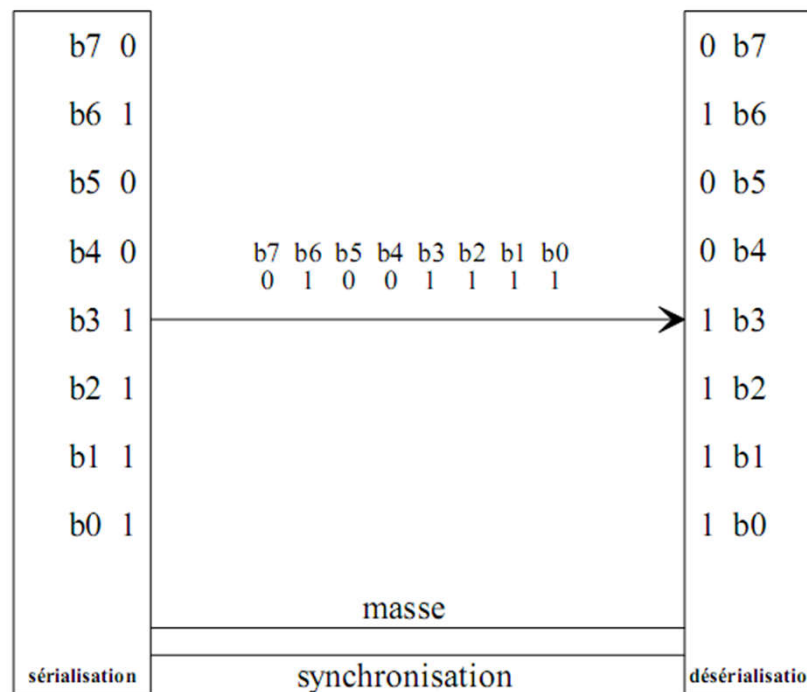 b7 0 0 b7
b6 1 1 b6
b5 0 0 b5
b4 0 b7 b6 b5 b4 b3 b2 b1 b0 0 b4
0 1 0 0 1 1 1 1
b3 1 1 b3
b2 1 1 b2
b1 1 1 b1
b0 1 1 b0
masse
sérialisation synchronisation désérialisatio